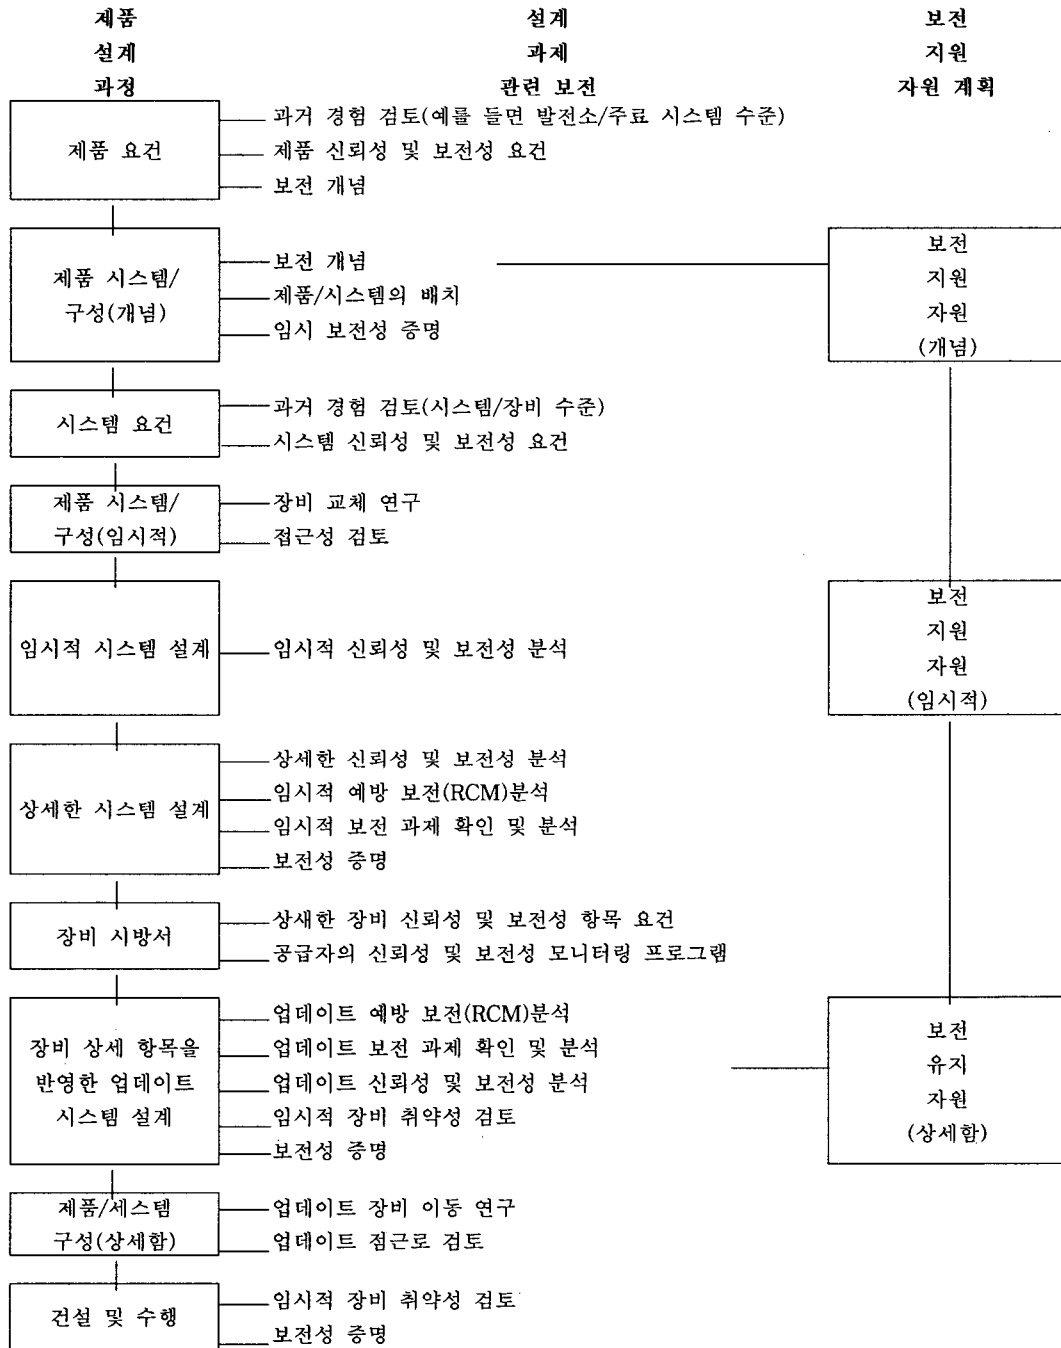 제품
설계
과정
설계
과제
관련 보전
보전
지원
자원 계획
제품 요건
과거 경험 검토(예를 들면 발전소/주료 시스템 수준)
제품 신뢰성 및 보전성 요건
보전 개념
제품 시스템/
구성(개념)
보전 개념
제품/시스템의 배치
임시 보전성 증명
보전
지원
자원
(개념)
시스템 요건
과거 경험 검토(시스템/장비 수준)
시스템 신뢰성 및 보전성 요건
제품 시스템/
구성(임시적)
장비 교체 연구
접근성 검토
임시적 시스템 설계
임시적 신뢰성 및 보전성 분석
보전
지원
자원
(임시적)
상세한 시스템 설계
상세한 신뢰성 및 보전성 분석
임시적 예방 보전(RCM)분석
임시적 보전 과제 확인 및 분석
보전성 증명
장비 시방서
상새한 장비 신뢰성 및 보전성 항목 요건
공급자의 신뢰성 및 보전성 모니터링 프로그램
장비 상세 항목을
반영한 업데이트
시스템 설계
업데이트 예방 보전(RCM)분석
업데이트 보전 과제 확인 및 분석
업데이트 신뢰성 및 보전성 분석
임시적 장비 취약성 검토
보전성 증명
보전
유지
자원
(상세함)
제품/세스템
구성(상세함)
업데이트 장비 이동 연구
업데이트 접근로 검토
건설 및 수행
임시적 장비 취약성 검토
보전성 증명